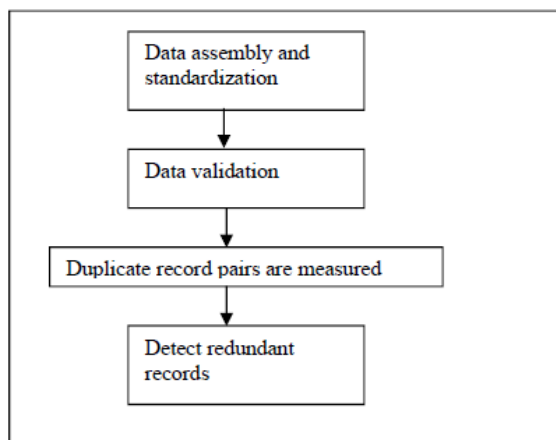 Data assembly and
standardization
Data validation
Duplicate record pairs are measured
Detect redundant
records